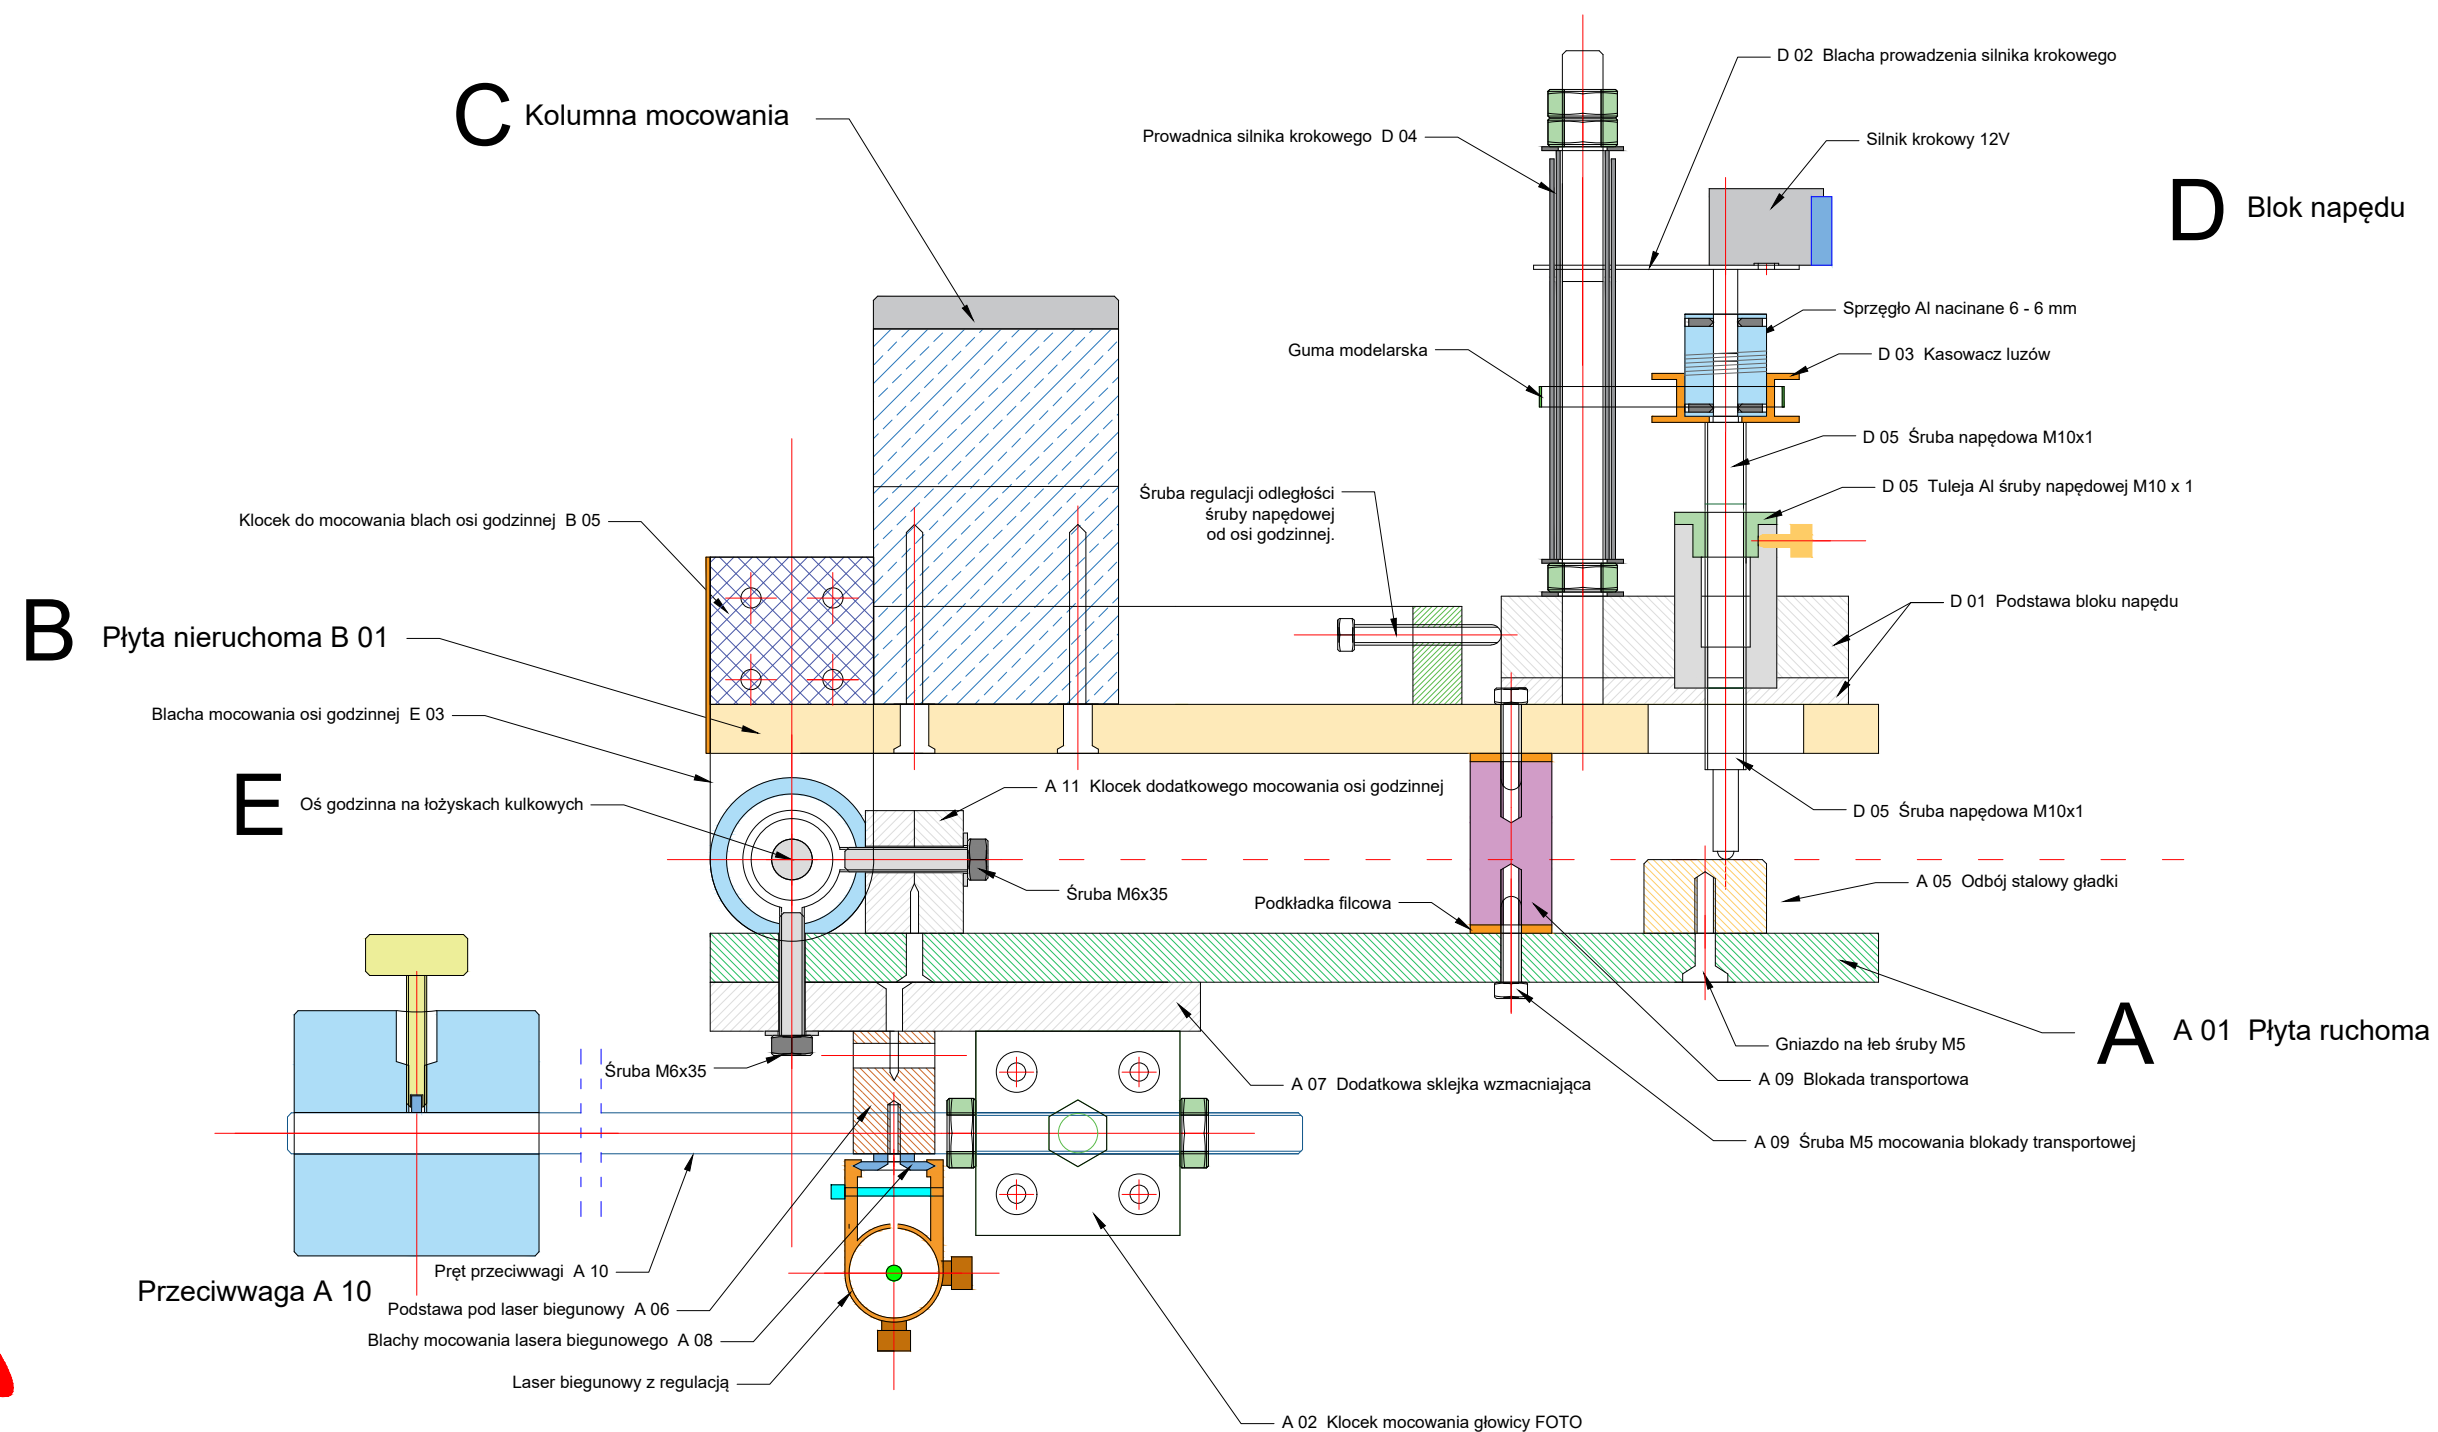 D 02  Blacha prowadzenia silnika krokowego
C Kolumna mocowania
Prowadnica silnika krokowego  D 04
Silnik krokowy 12V
D Blok napędu
Sprzęgło Al nacinane 6 - 6 mm
Guma modelarska
D 03  Kasowacz luzów
D 05  Śruba napędowa M10x1
Śruba regulacji odległości
śruby napędowej
od osi godzinnej.
D 05  Tuleja Al śruby napędowej M10 x 1
Klocek do mocowania blach osi godzinnej  B 05
D 01  Podstawa bloku napędu
B Płyta nieruchoma B 01
Blacha mocowania osi godzinnej  E 03
A 11  Klocek dodatkowego mocowania osi godzinnej
E Oś godzinna na łożyskach kulkowych
D 05  Śruba napędowa M10x1
Śruba M6x35
A 05  Odbój stalowy gładki
Podkładka filcowa
A A 01  Płyta ruchoma
Gniazdo na łeb śruby M5
Śruba M6x35
A 09  Blokada transportowa
A 07  Dodatkowa sklejka wzmacniająca
A 09  Śruba M5 mocowania blokady transportowej
Pręt przeciwwagi  A 10
Przeciwwaga A 10
Podstawa pod laser biegunowy  A 06
Blachy mocowania lasera biegunowego  A 08
Laser biegunowy z regulacją
A 02  Klocek mocowania głowicy FOTO